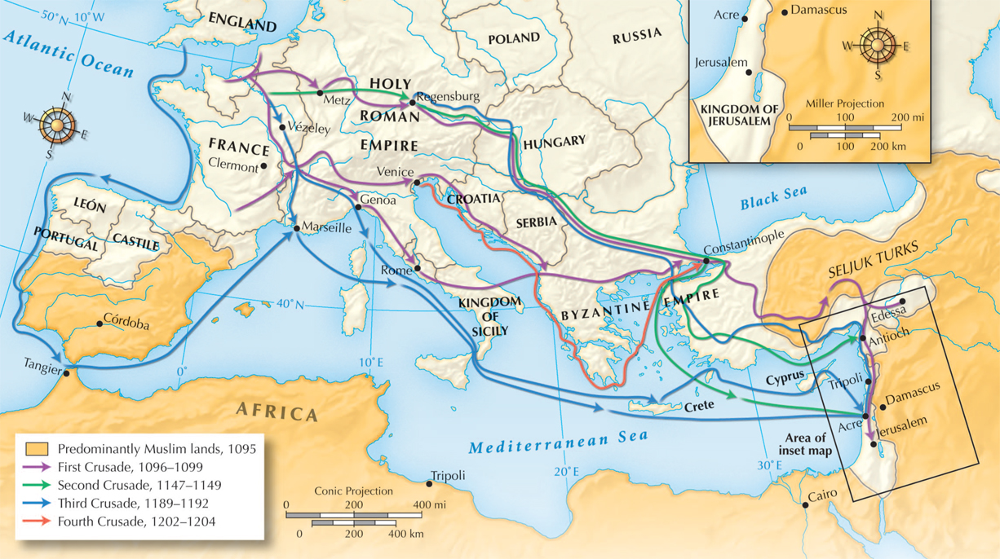 50°N
10°W
ENGLAND
Atlantic Ocean
POLAND
RUSSIA
HOLY
ROMAN
EMPIRE
Metz
Regensburg
Vézeley
FRANCE
Clermont
HUNGARY
Venice
CROATIA
Genoa
SERBIA
Black Sea
LEÓN
PORTUGAL
CASTILE
Marseille
Constantinople
Rome
SELJUK TURKS
40°N
KINGDOM
OF
SICILY
BYZANTINE EMPIRE
Edessa
Córdoba
Antioch
Tangier
0°
10°E
Cyprus
Tripoli
Damascus
AFRICA
Crete
Acre
Jerusalem
Mediterranean Sea
Area of
inset map
20°E
30°E
Tripoli
Cairo
N
W
E
S
Predominantly Muslim lands, 1095
First Crusade, 1096–1099
Second Crusade, 1147–1149
Third Crusade, 1189–1192
Fourth Crusade, 1202–1204
Conic Projection
0 200 400 mi
0 200 400 km
Acre
Damascus
Jerusalem
KINGDOM OF
JERUSALEM
N
W
E
S
Miller Projection
0 100 200 mi
0 100 200 km